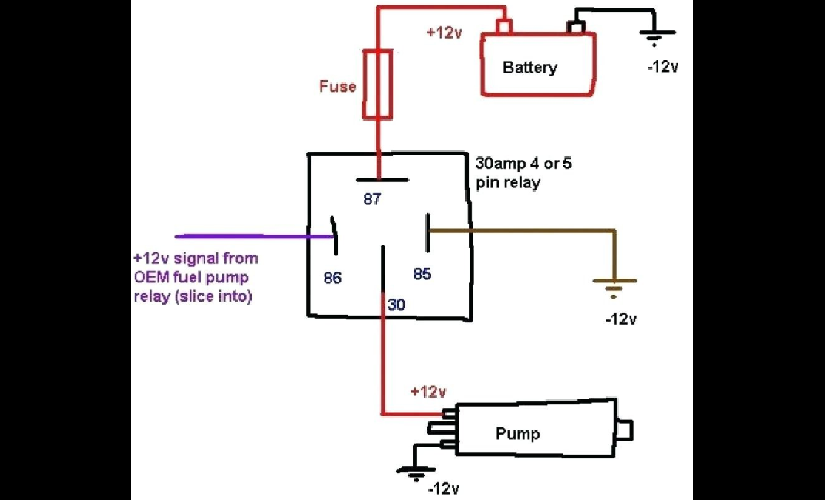 +12v
Battery
-12v
Fuse
30amp 4 or 5
pin relay
87
+12v signal from
OEM fuel pump
relay (slice into)
86
85
30
-12v
+12v
Pump
-12v